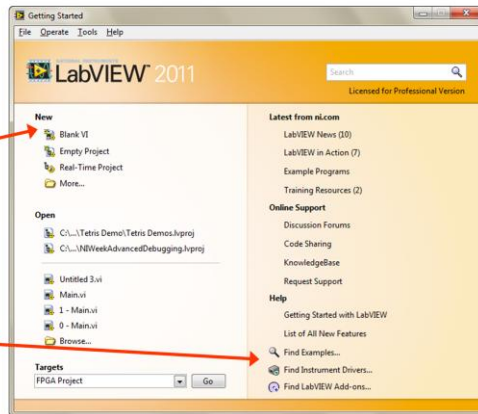 Getting Started
File Operate Tools Help
NATIONAL INSTRUMENTS
LabVIEW™ 2011
Search
Licensed for Professional Version
New
Blank VI
Empty Project
Real-Time Project
More...
Open
C:\...\Tetris Demo\Tetris Demos.lvproj
C:\...\NIWeekAdvancedDebugging.lvproj
Untitled 3.vi
Main.vi
1 - Main.vi
0 - Main.vi
Browse...
Targets
FPGA Project
Go
Latest from ni.com
LabVIEW News (10)
LabVIEW in Action (7)
Example Programs
Training Resources (2)
Online Support
Discussion Forums
Code Sharing
KnowledgeBase
Request Support
Help
Getting Started with LabVIEW
List of All New Features
Find Examples...
Find Instrument Drivers...
Find LabVIEW Add-ons...